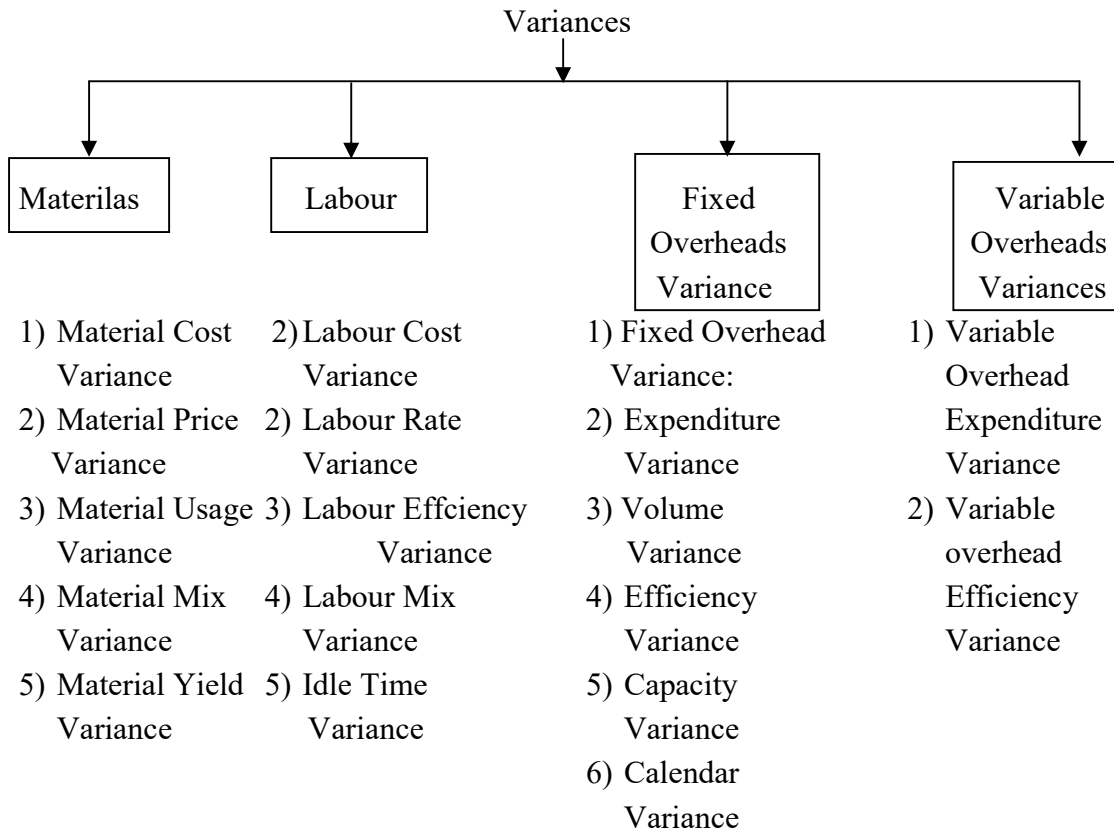 Variances
Materilas
Labour
Fixed
Overheads
Variance
Variable
Overheads
Variances
1) Material Cost
Variance
2) Material Price
Variance
3) Material Usage
Variance
4) Material Mix
Variance
5) Material Yield
Variance
2) Labour Cost
Variance
2) Labour Rate
Variance
3) Labour Effciency
Variance
4) Labour Mix
Variance
5) Idle Time
Variance
1) Fixed Overhead
Variance:
2) Expenditure
Variance
3) Volume
Variance
4) Efficiency
Variance
5) Capacity
Variance
6) Calendar
Variance
1) Variable
Overhead
Expenditure
Variance
2) Variable
overhead
Efficiency
Variance